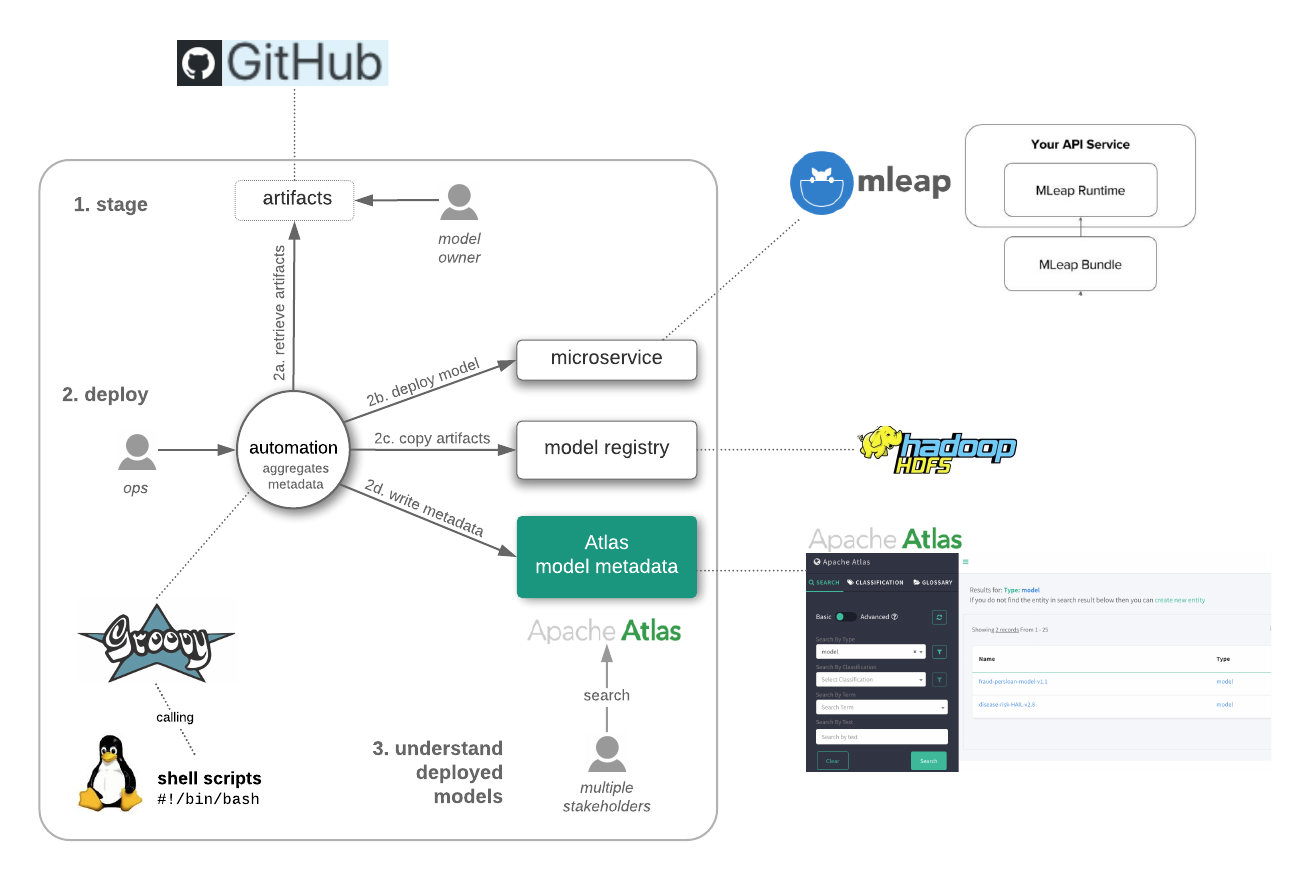 GitHub
1. stage
artifacts
model
owner
2a. retrieve artifacts
mleap
Your API Service
MLeap Runtime
MLeap Bundle
2. deploy
ops
automation
aggregates
metadata
2b. deploy model
microservice
2c. copy artifacts
model registry
hadoop
HDFS
2d. write metadata
Atlas
model metadata
Apache Atlas
search
multiple
stakeholders
3. understand
deployed
models
Groovy
calling
shell scripts
#!/bin/bash
Apache Atlas
Apache Atlas
SEARCH CLASSIFICATION GLOSSARY
Basic Advanced
Search By Type
model
Search By Classification
Select Classification
Search By Term
Search Term
Search By Text
Search by text
Clear Search
Results for: Type: model
If you do not find the entity in search result below then you can create new entity
Showing 2 records From 1 - 25
Name Type
fraud-persloan-model-v1.1 model
disease-risk-HAIL-v2.8 model